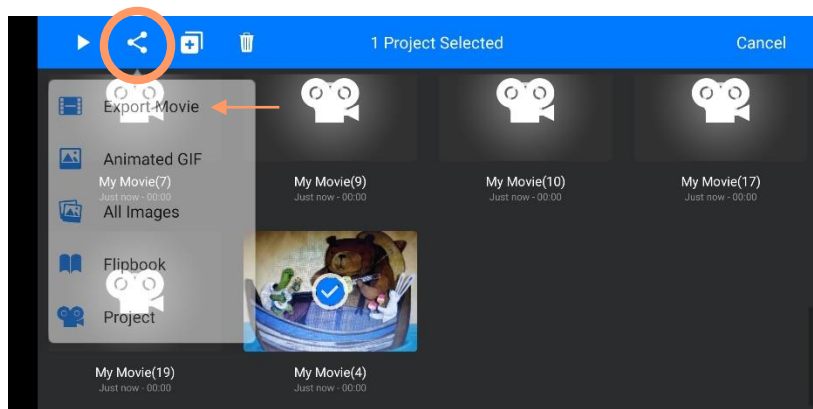 1 Project Selected
Cancel
Export Movie
Animated GIF
All Images
Flipbook
Project
My Movie(7)
Just now - 00:00
My Movie(9)
Just now - 00:00
My Movie(10)
Just now - 00:00
My Movie(17)
Just now - 00:00
My Movie(19)
Just now - 00:00
My Movie(4)
Just now - 00:00